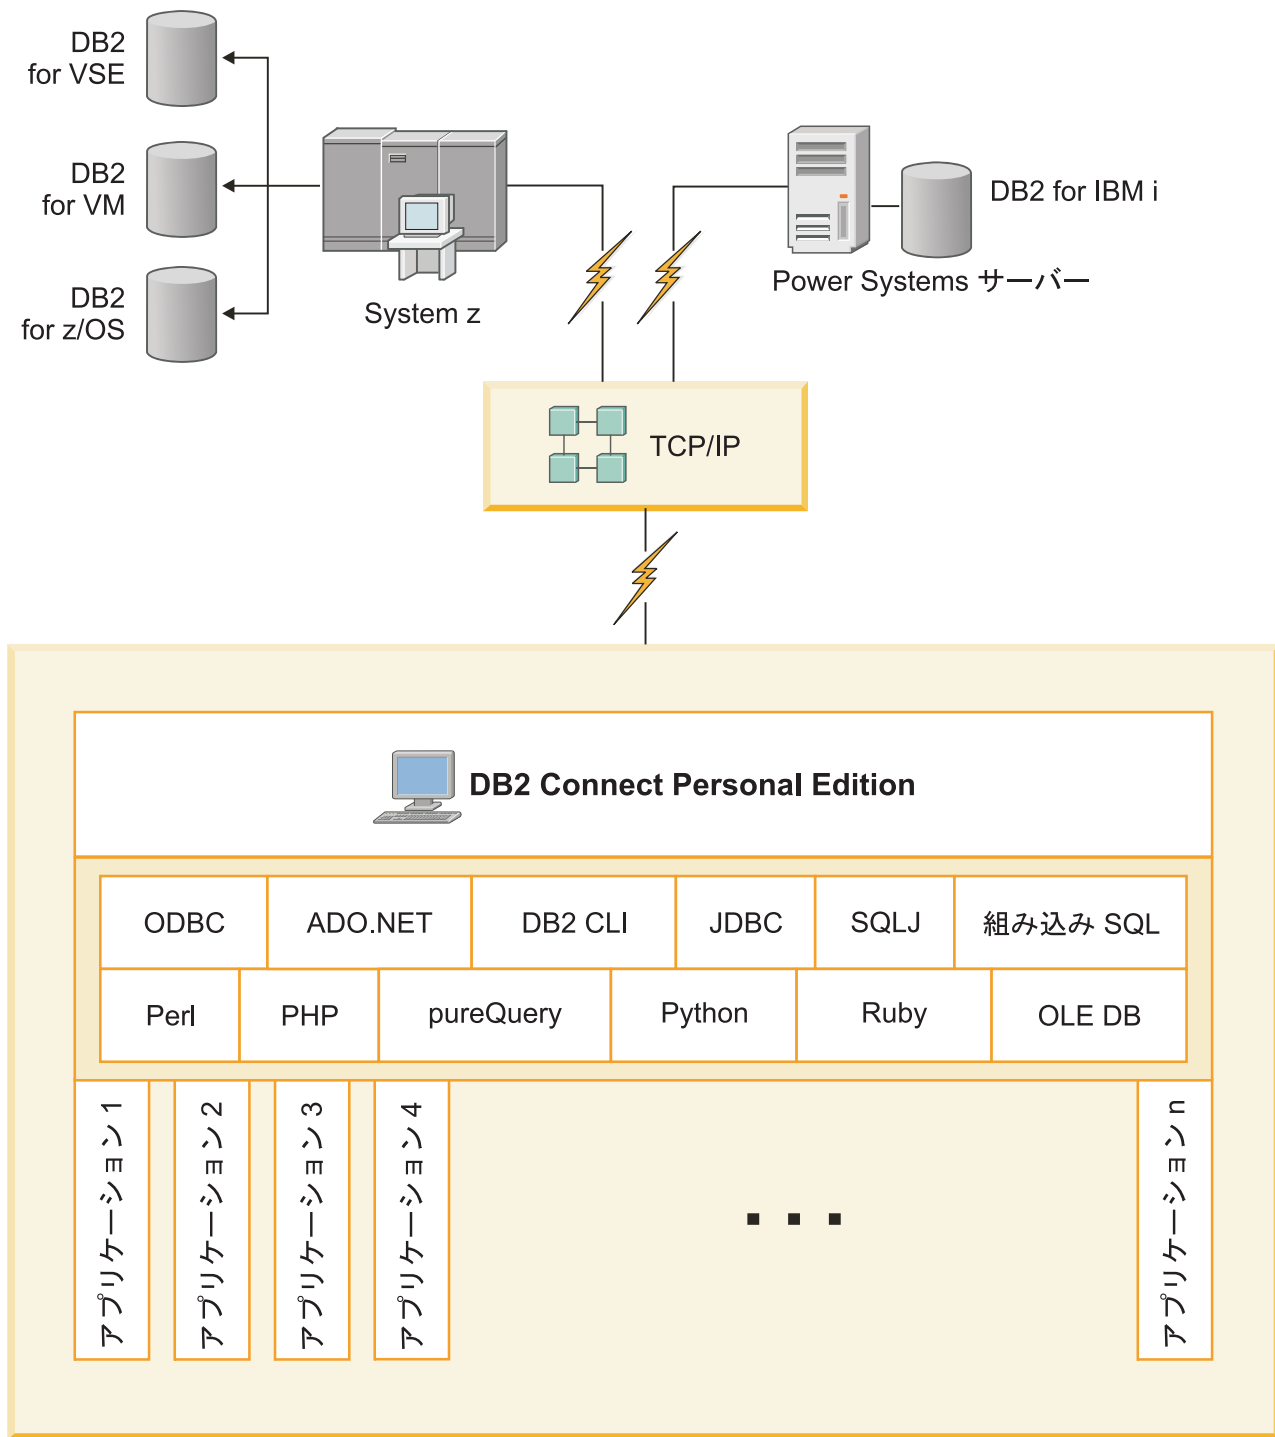 DB2
for VSE
DB2
for VM
DB2
for z/OS
System z
DB2 for IBM i
Power Systems サーバー
TCP/IP
DB2 Connect Personal Edition
ODBC
ADO.NET
DB2 CLI
JDBC
SQLJ
組み込み SQL
Perl
PHP
pureQuery
Python
Ruby
OLE DB
アプリケーション 1
アプリケーション 2
アプリケーション 3
アプリケーション 4
アプリケーション n